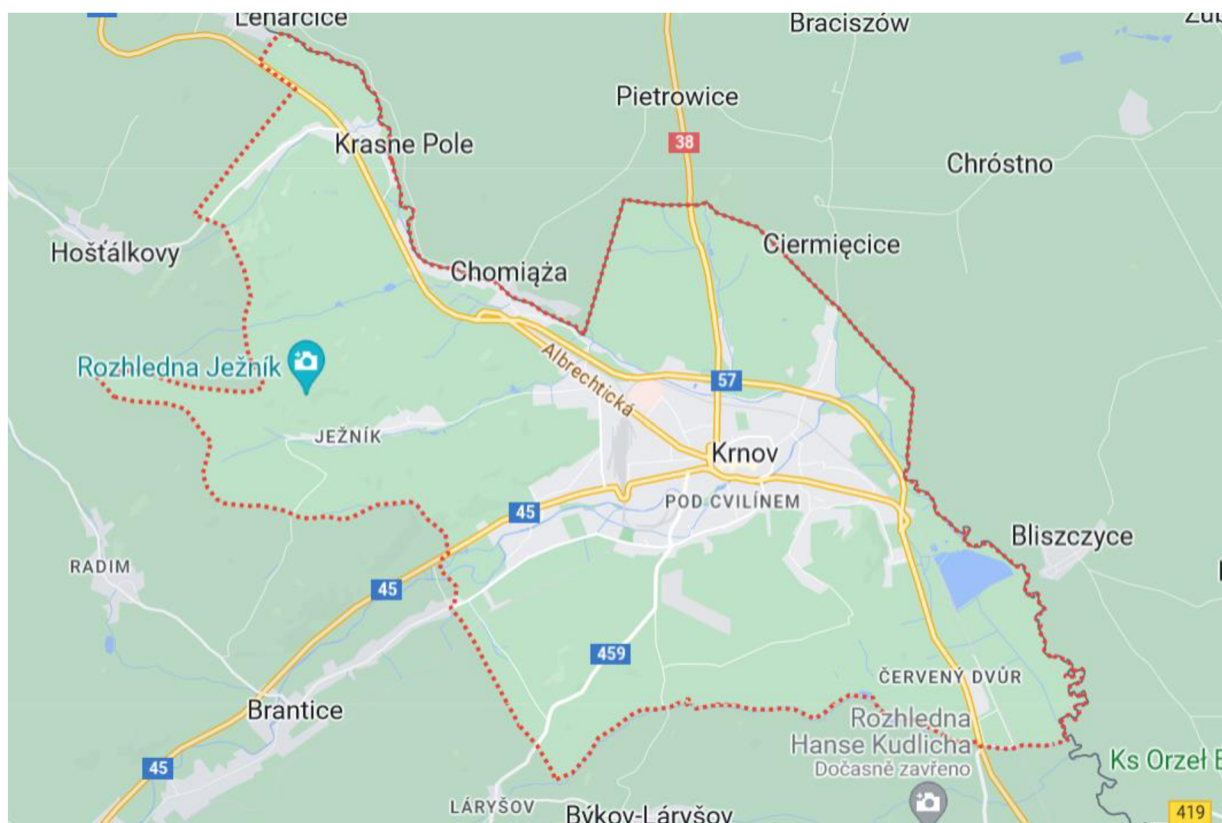 Lenarcice
Braciszów
Pietrowice
38
Krasne Pole
Chróstno
Hošťálkovy
Ciermięcice
Chomiąża
Rozhledna Ježník
Albrechtická
57
JEŽNÍK
Krnov
POD CVILÍNEM
45
Bliszczyce
RADIM
45
459
ČERVENÝ DVŮR
Brantice
Rozhledna
Hanse Kudlicha
Dočasně zavřeno
45
Ks Orzeł
LÁRYŠOV
Býkov-Láryšov
419